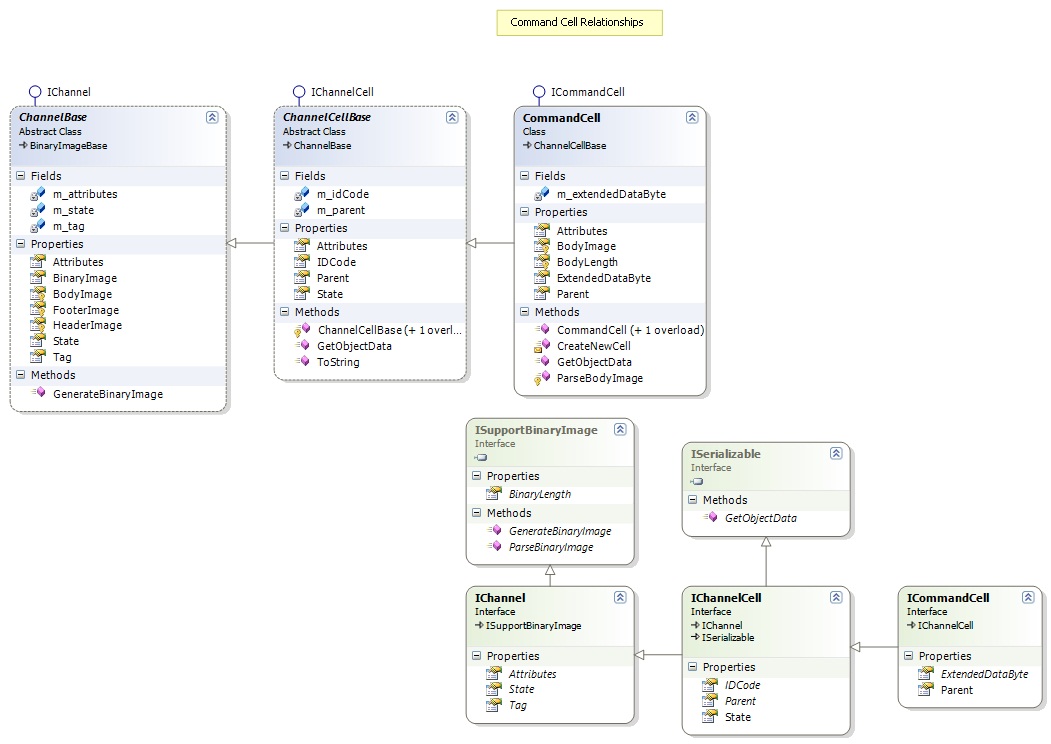 Command Cell Relationships
IChannel
ChannelBase
Abstract Class
BinaryImageBase
Fields
m_attributes
m_state
m_tag
Properties
Attributes
BinaryImage
BodyImage
FooterImage
HeaderImage
State
Tag
Methods
GenerateBinaryImage
IChannelCell
ChannelCellBase
Abstract Class
ChannelBase
Fields
m_idCode
m_parent
Properties
Attributes
IDCode
Parent
State
Methods
ChannelCellBase (+ 1 overl...
GetObjectData
ToString
ICommandCell
CommandCell
Class
ChannelCellBase
Fields
m_extendedDataByte
Properties
Attributes
BodyImage
BodyLength
ExtendedDataByte
Parent
Methods
CommandCell (+ 1 overload)
CreateNewCell
GetObjectData
ParseBodyImage
ISupportBinaryImage
Interface
Properties
BinaryLength
Methods
GenerateBinaryImage
ParseBinaryImage
ISerializable
Interface
Methods
GetObjectData
IChannel
Interface
ISupportBinaryImage
Properties
Attributes
State
Tag
IChannelCell
Interface
IChannel
ISerializable
Properties
IDCode
Parent
State
ICommandCell
Interface
IChannelCell
Properties
ExtendedDataByte
Parent